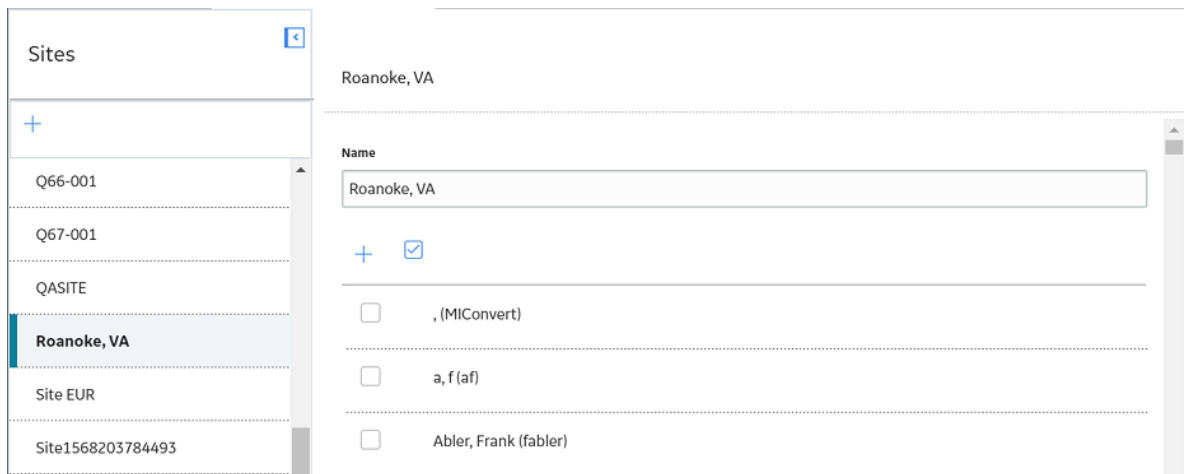 Sites
Q66-001
Q67-001
QASITE
Roanoke, VA
Site EUR
Site1568203784493
Roanoke, VA
Name
Roanoke, VA
, (MIConvert)
a, f (af)
Abler, Frank (fabler)